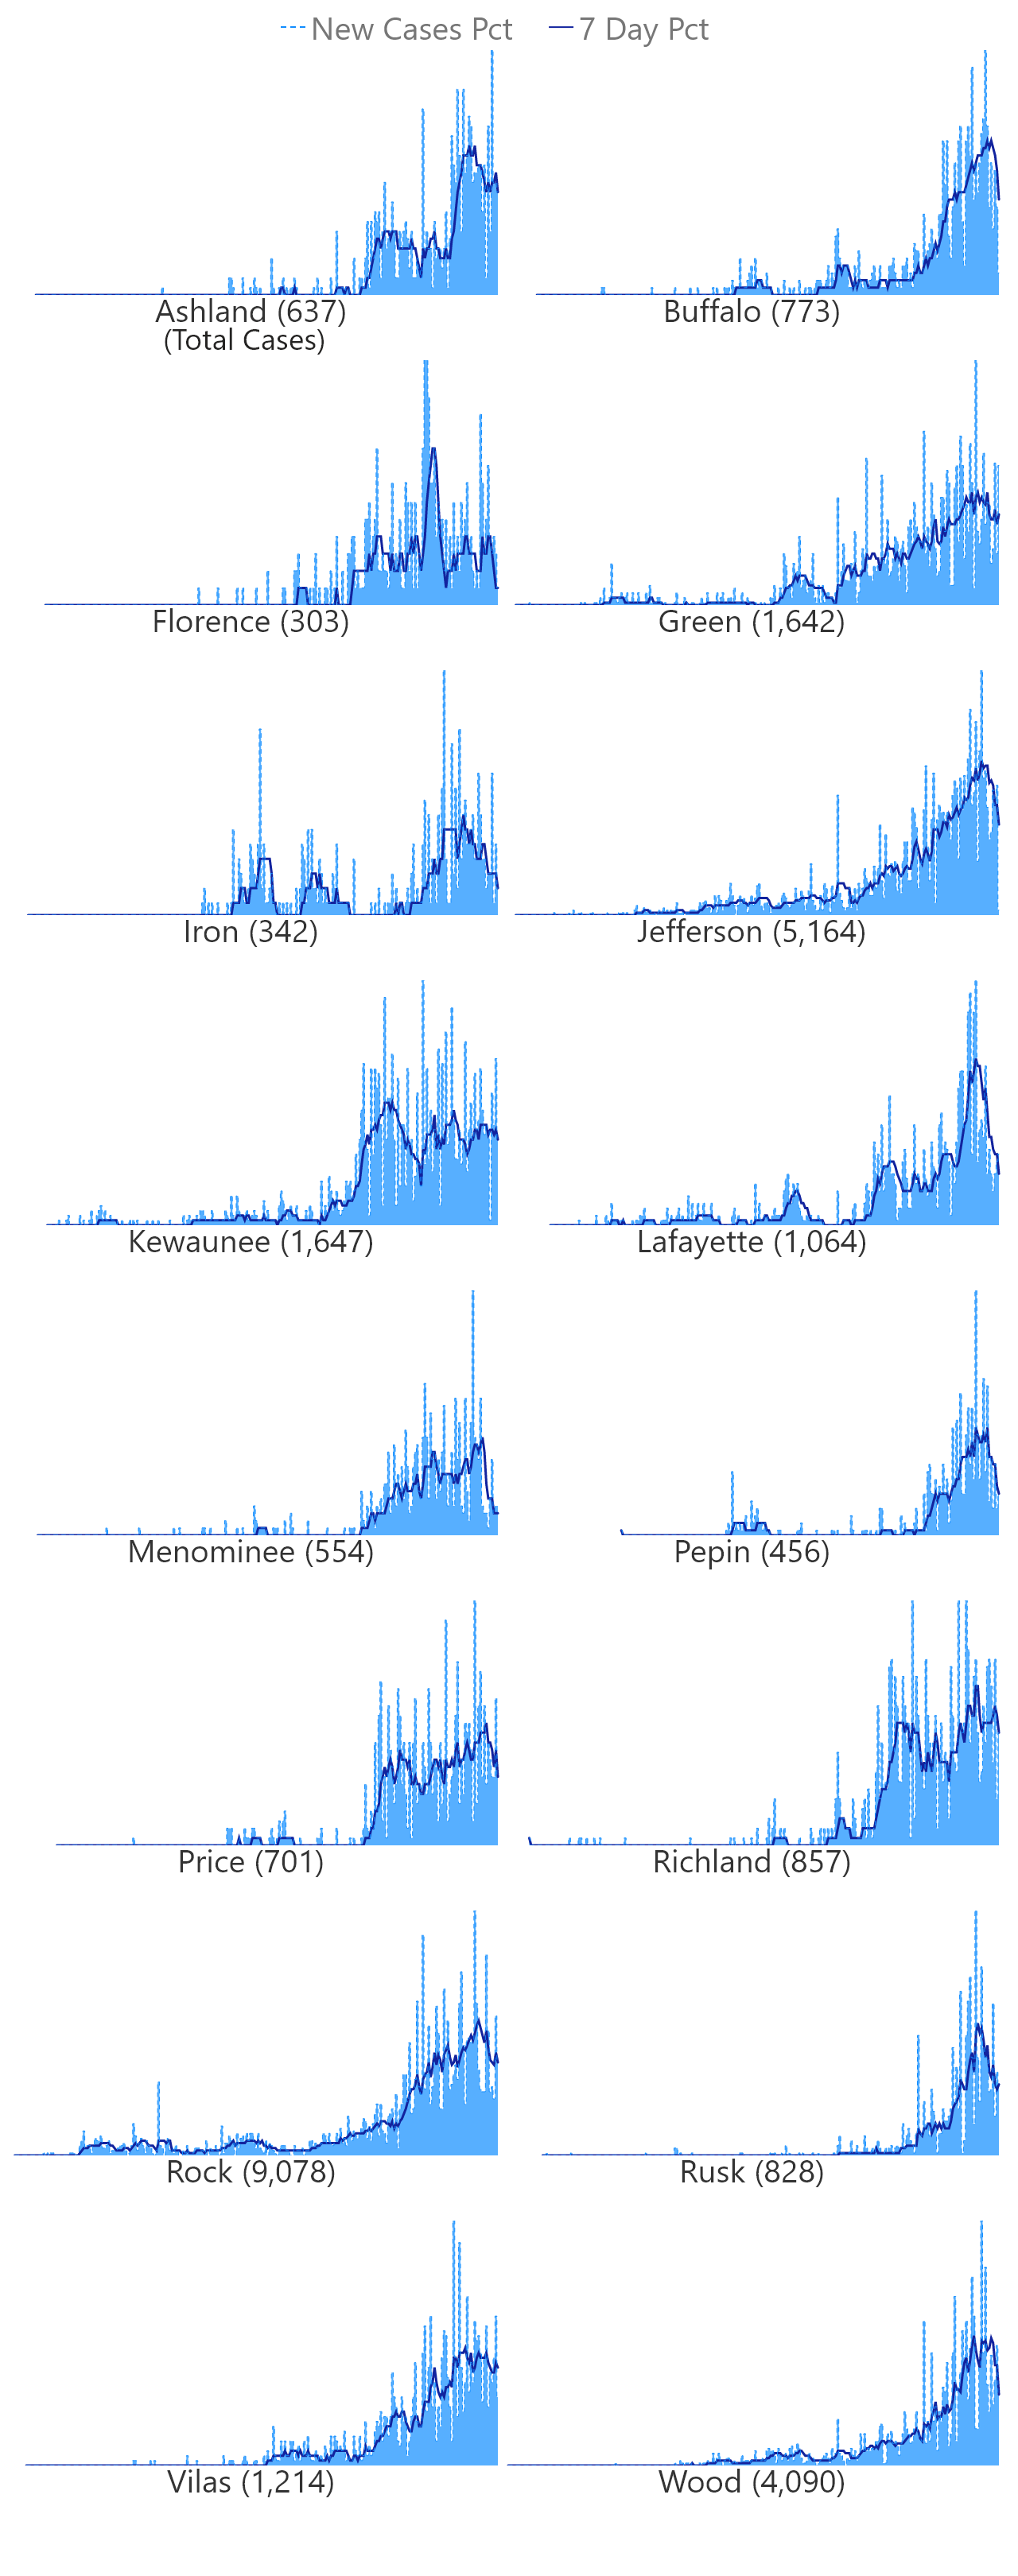 New Cases Pct 7 Day Pct
Ashland (637) Buffalo (773)
(Total Cases)
Florence (303) Green (1,642)
Iron (342) Jefferson (5,164)
Kewaunee (1,647) Lafayette (1,064)
Menominee (554) Pepin (456)
Price (701) Richland (857)
Rock (9,078) Rusk (828)
Vilas (1,214) Wood (4,090)